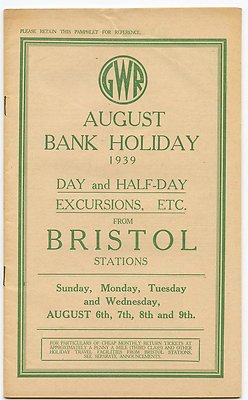 PLEASE RETAIN THIS PAMPHLET FOR REFERENCE.
GWR
AUGUST
BANK HOLIDAY
1939
DAY and HALF-DAY
EXCURSIONS, ETC.
FROM
BRISTOL
STATIONS
Sunday, Monday, Tuesday
and Wednesday,
AUGUST 6th, 7th, 8th and 9th.
FOR PARTICULARS OF CHEAP MONTHLY RETURN TICKETS AT
APPROXIMATELY A PENNY A MILE (THIRD CLASS) AND OTHER
HOLIDAY TRAVEL FACILITIES FROM BRISTOL STATIONS,
SEE SEPARATE ANNOUNCEMENTS.